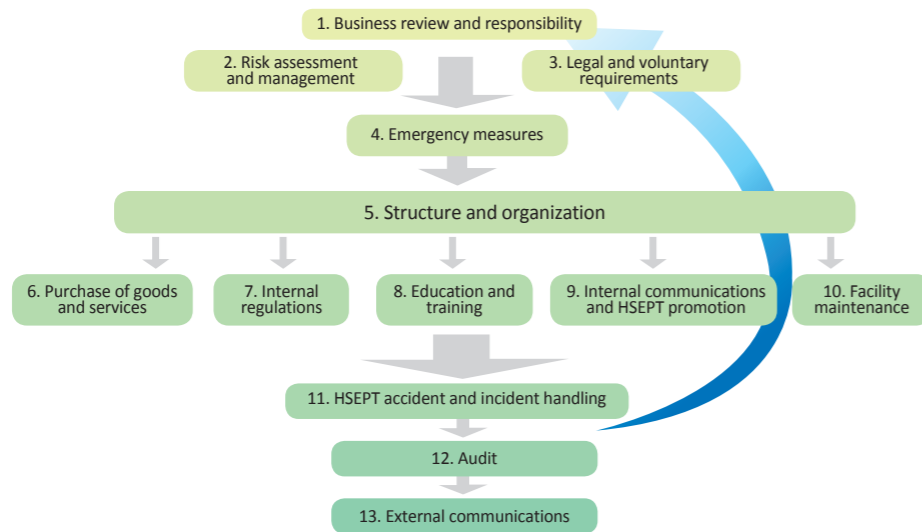 1. Business review and responsibility
2. Risk assessment
and management
3. Legal and voluntary
requirements
4. Emergency measures
5. Structure and organization
6. Purchase of goods
and services
7. Internal
regulations
8. Education and
training
9. Internal communications
and HSEPT promotion
10. Facility
maintenance
11. HSEPT accident and incident handling
12. Audit
13. External communications